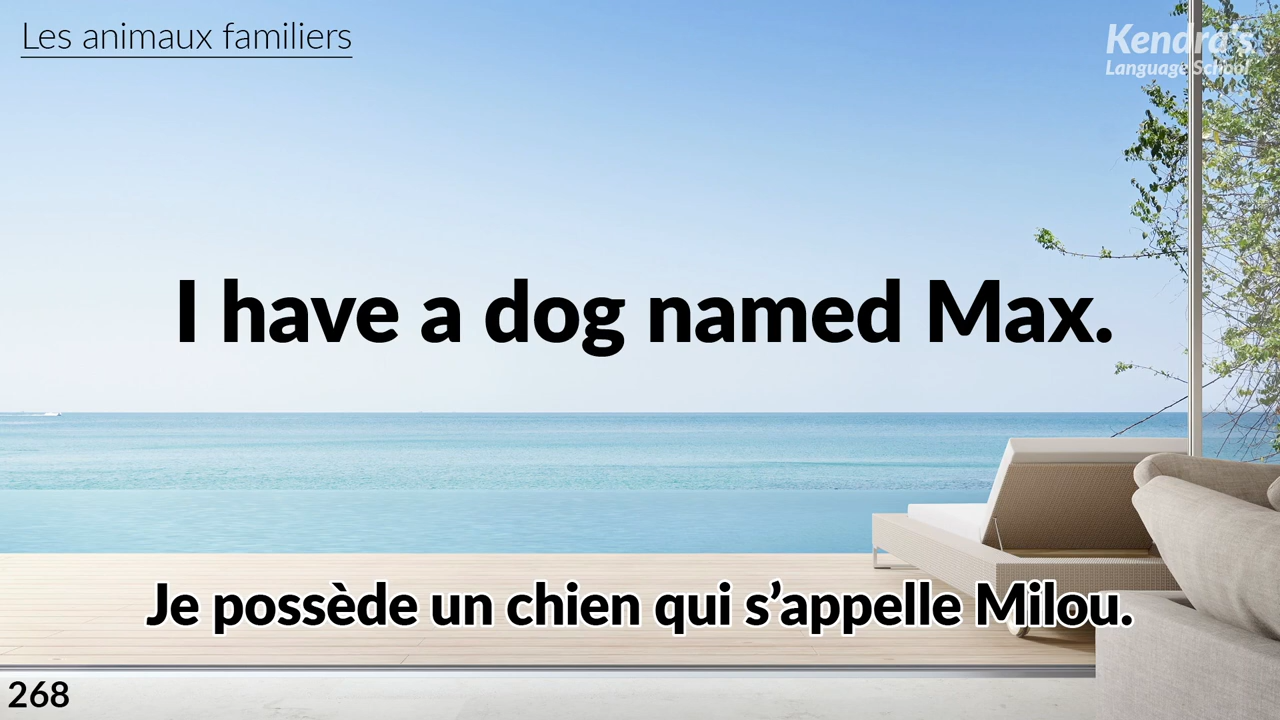 Les animaux familiers
Kendra's
Language School
I have a dog named Max.
Je possède un chien qui s’appelle Milou.
268